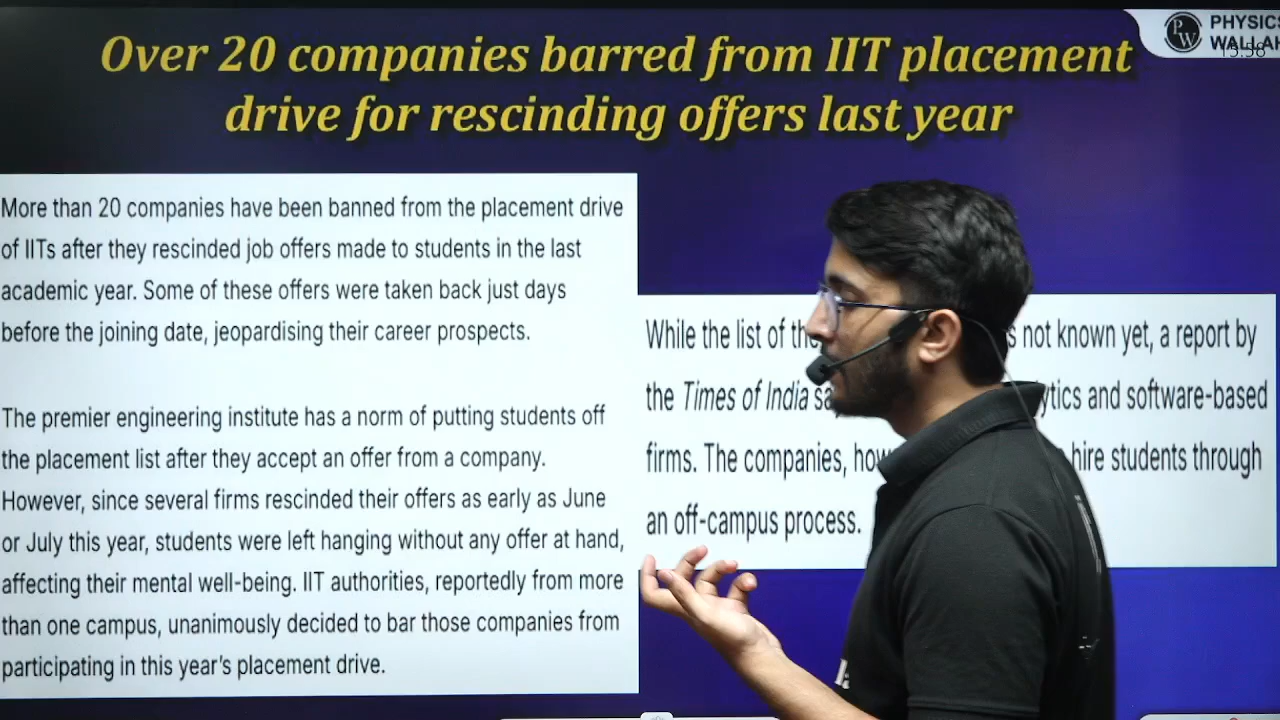 Over 20 companies barred from IIT placement
drive for rescinding offers last year
PHYSICS
WALLAH
More than 20 companies have been banned from the placement drive
of IITs after they rescinded job offers made to students in the last
academic year. Some of these offers were taken back just days
before the joining date, jeopardising their career prospects.
The premier engineering institute has a norm of putting students off
the placement list after they accept an offer from a company.
However, since several firms rescinded their offers as early as June
or July this year, students were left hanging without any offer at hand,
affecting their mental well-being. IIT authorities, reportedly from more
than one campus, unanimously decided to bar those companies from
participating in this year's placement drive.
While the list of not known yet, a report by
the Times of India and software-based
firms. The companies, hire students through
an off-campus process.